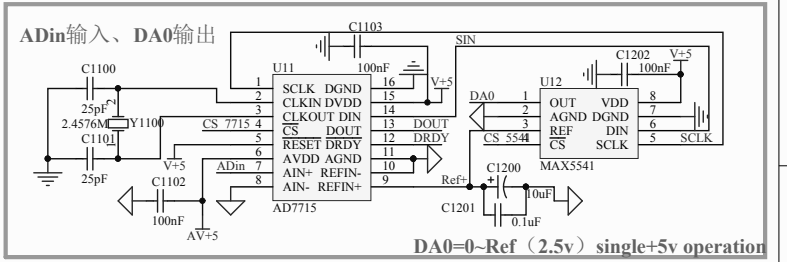 ADin输入、DA0输出
C1103
100nF
SIN
C1202
100nF
V+5
C1100
25pF
2
2.4576M
Y1100
C1101
25pF
U11
1 SCLK DGND 16
2 CLKIN DVDD 15
3 CLKOUT DIN 14
4 CS DOUT 13
5 RESET DRDY 12
6 AVDD AGND 11
7 AIN+ REFIN- 10
8 AIN- REFIN+ 9
AD7715
CS_7715
V+5
ADin
C1102
100nF
AV+5
V+5
DOUT
DRDY
U12
1 OUT VDD 8
2 AGND DGND 7
3 REF DIN 6
4 CS SCLK 5
MAX5541
DA0
CS_5541
SCLK
Ref+
C1200
+
10uF
C1201
0.1uF
DA0=0~Ref（2.5v）single+5v operation